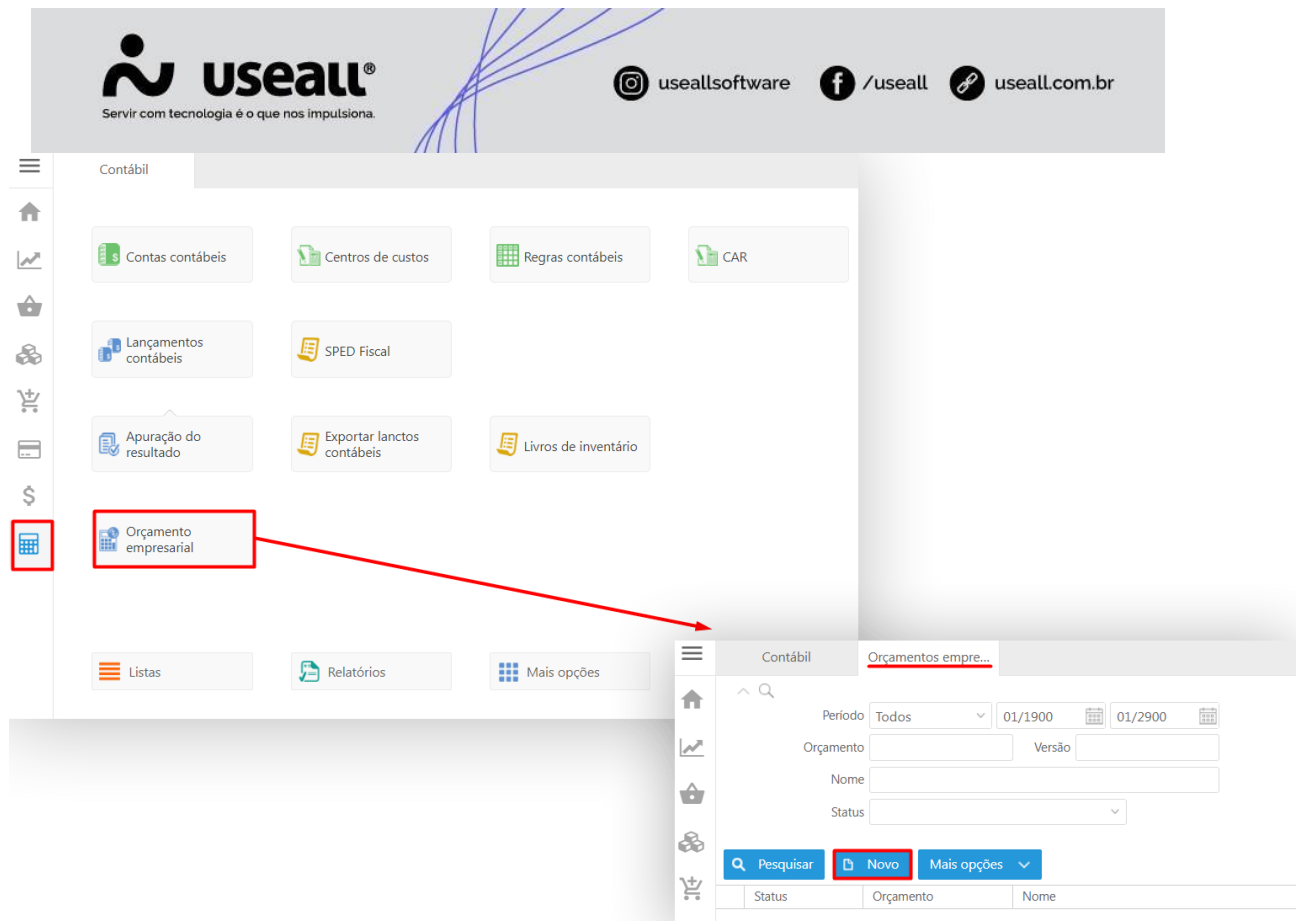 useall®
Servir com tecnologia é o que nos impulsiona.
useallsoftware
/useall
useall.com.br
Contábil
Contas contábeis
Centros de custos
Regras contábeis
CAR
Lançamentos
contábeis
SPED Fiscal
Apuração do
resultado
Exportar lanctos
contábeis
Livros de inventário
Orçamento
empresarial
Listas
Relatórios
Mais opções
Contábil
Orçamentos empre...
Período
Todos
01/1900
01/2900
Orçamento
Versão
Nome
Status
Pesquisar
Novo
Mais opções
Status
Orçamento
Nome